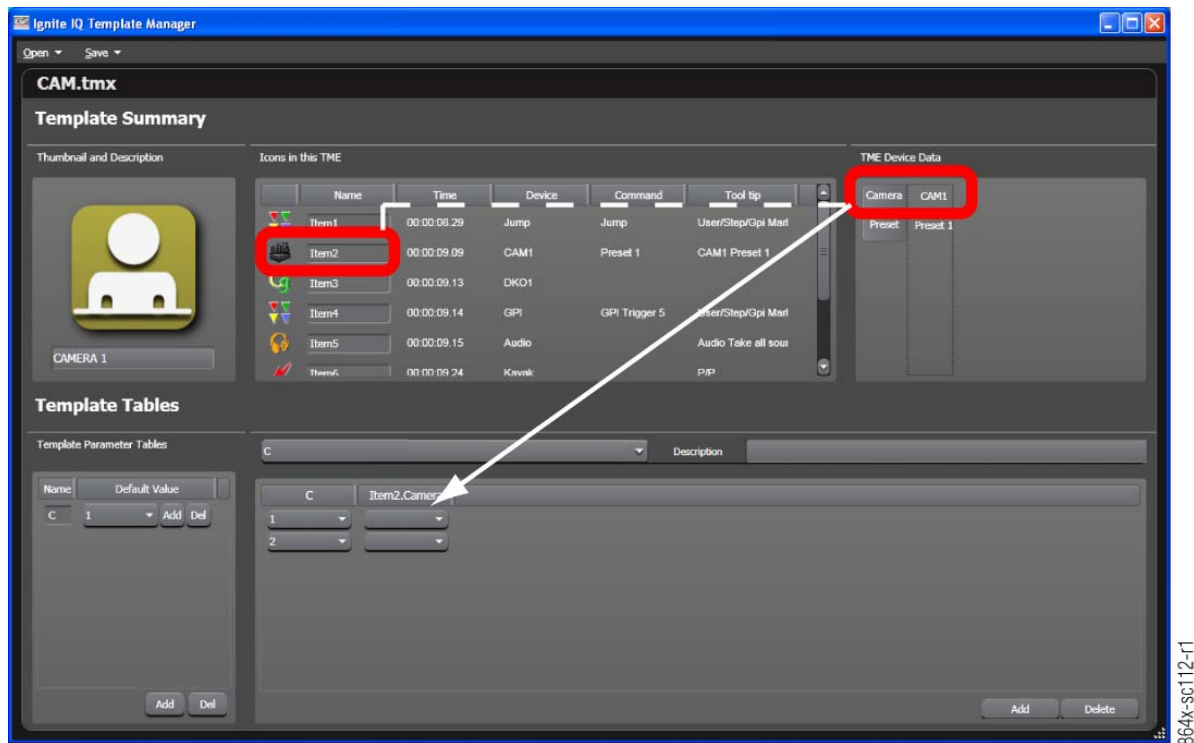 Ignite IQ Template Manager
Open Save
CAM.tmx
Template Summary
Thumbnail and Description
Icons in this TME
TME Device Data
Name Time Device Command Tool tip
Item1 00:00:08.29 Jump Jump User/Step/Gpi Mark
Item2 00:00:09.09 CAM1 Preset 1 CAM1 Preset 1
Item3 00:00:09.13 DKO1
Item4 00:00:09.14 GPI GPI Trigger 5 User/Step/Gpi Mark
Item5 00:00:09.15 Audio Audio Take all sour
Item6 00:00:09.24 Kayak P/P
Camera CAM1
Preset Preset 1
CAMERA 1
Template Tables
Template Parameter Tables
C Description
Name Default Value
C 1 Add Del
C Item2.Camera
1
2
Add Del
Add Delete
864x-sc112-r1